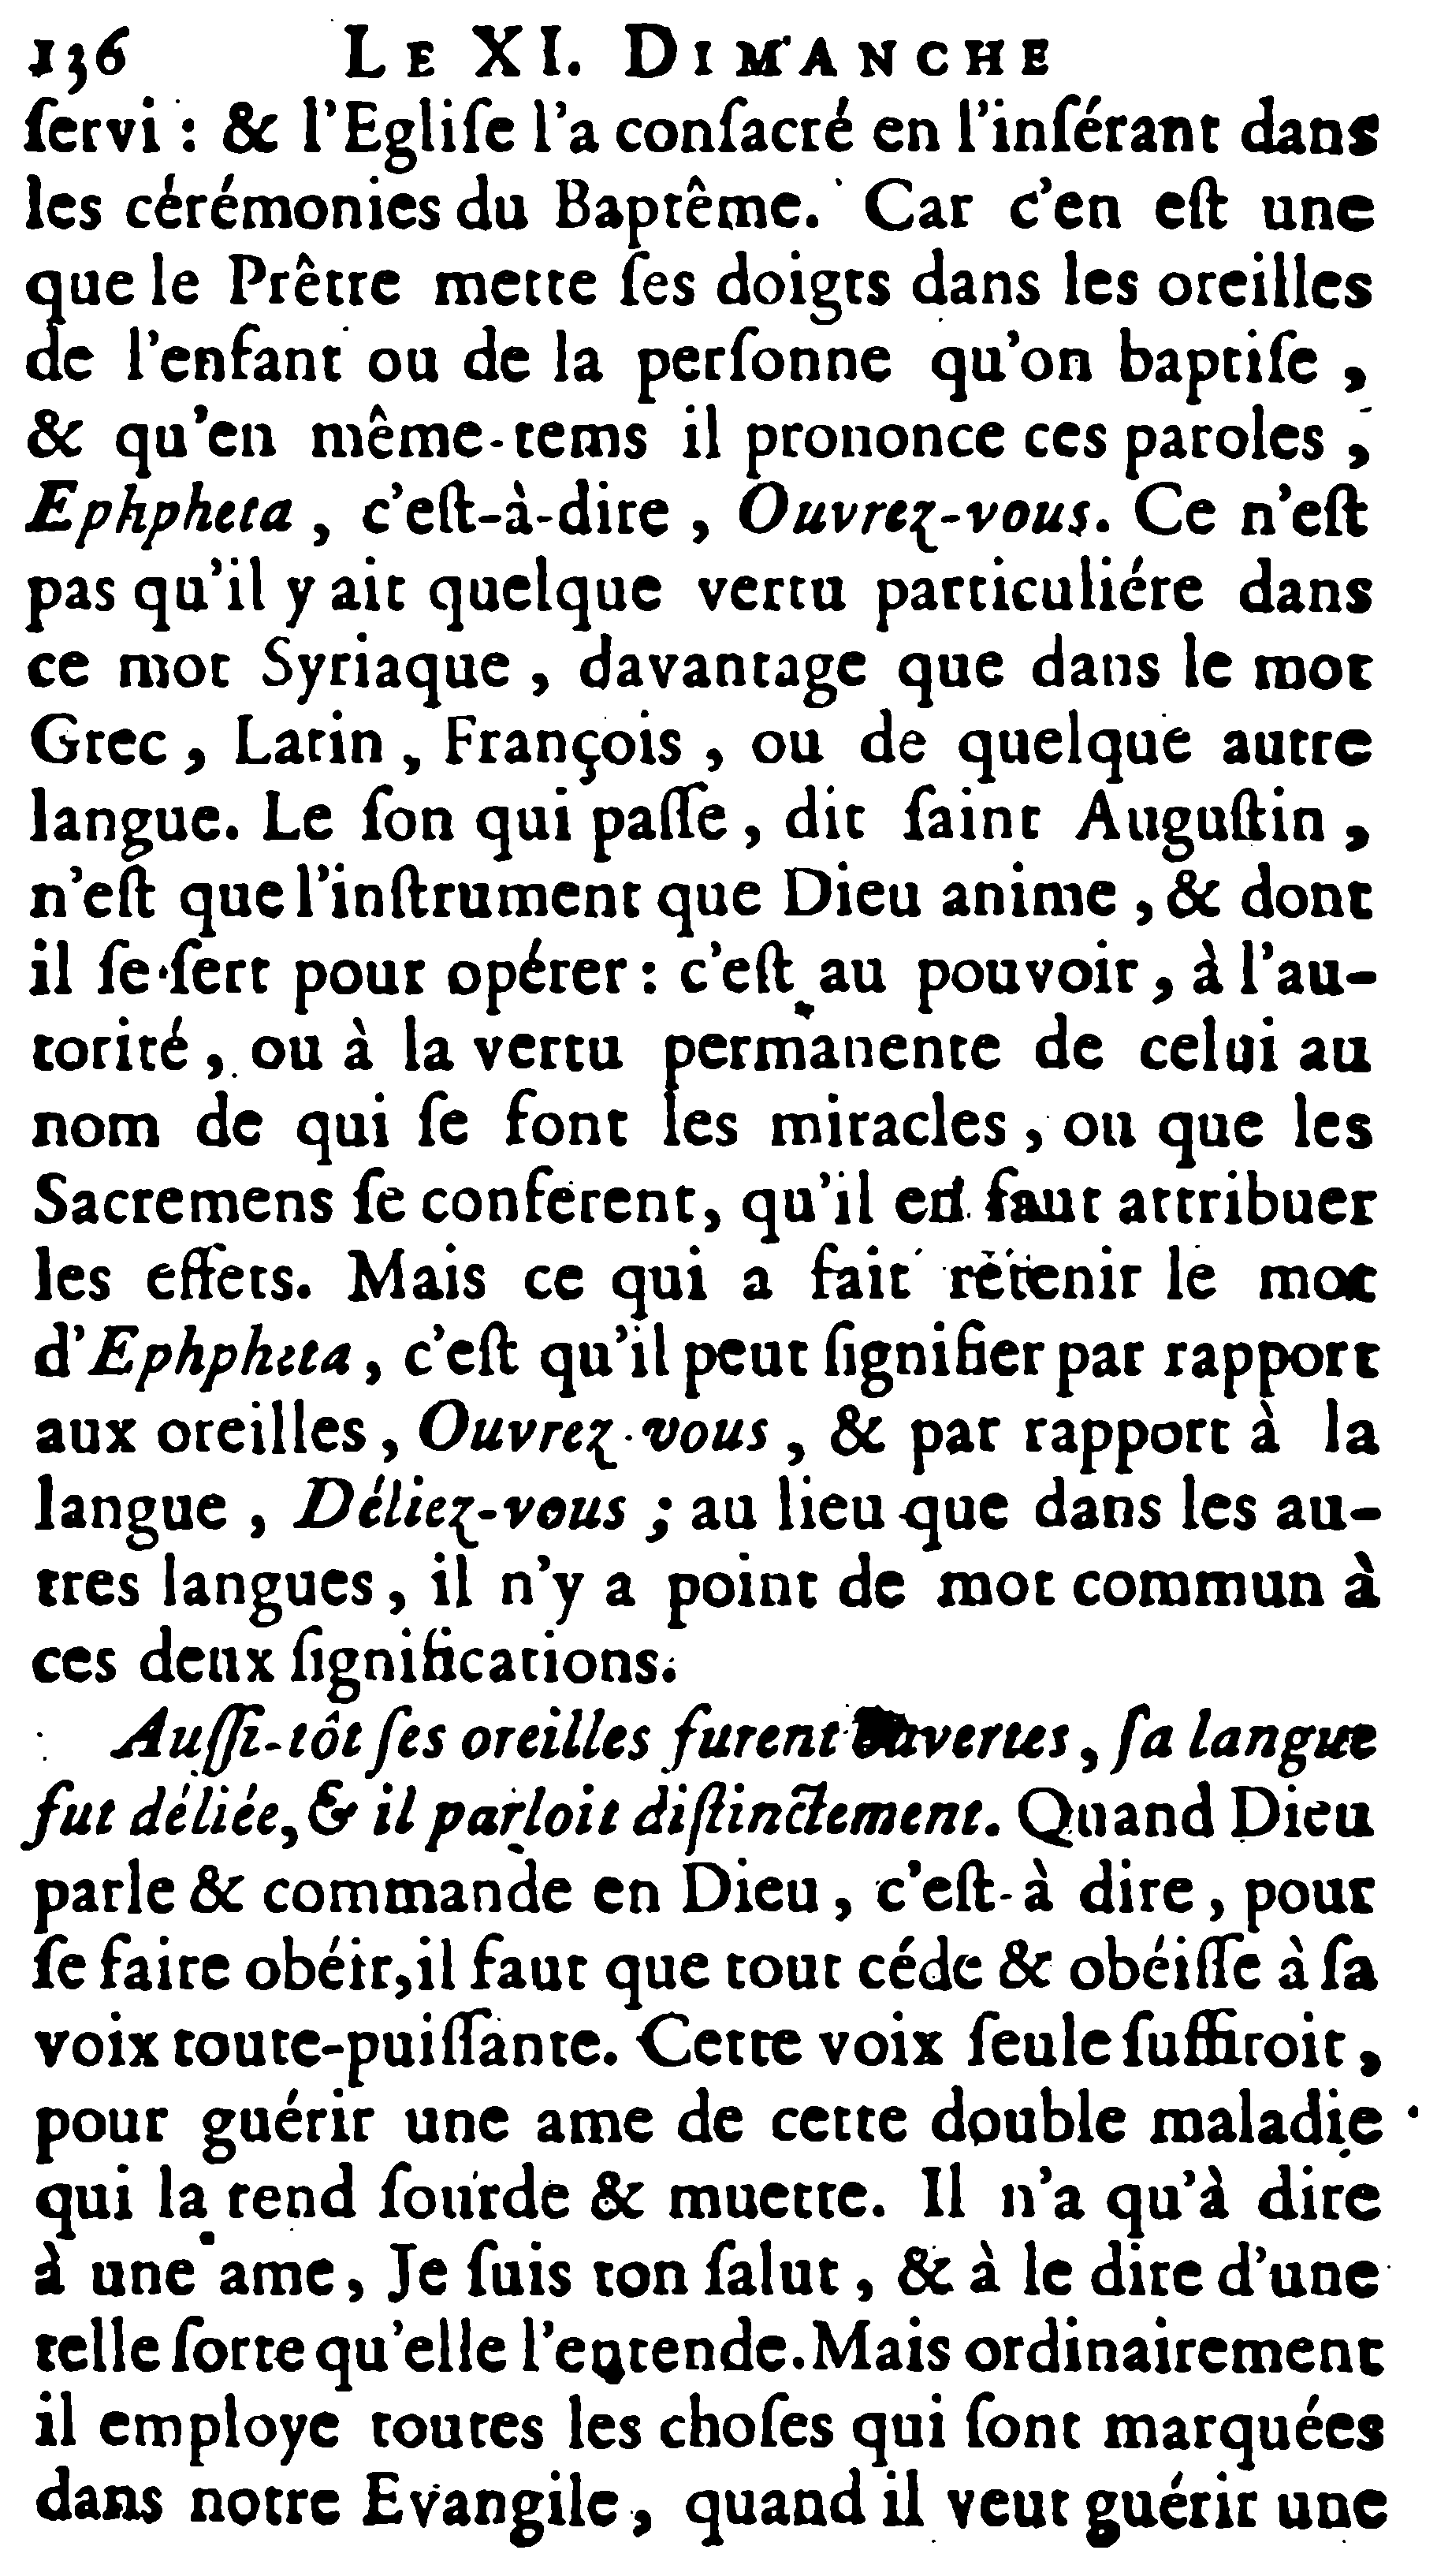 136 LE XI. DIMANCHE
ſervi : & l'Egliſe l'a conſacré en l'inſérant dans
les cérémonies du Baptême. Car c'en eſt une
que le Prêtre mette ſes doigts dans les oreilles
de l'enfant ou de la perſonne qu'on baptiſe ,
& qu'en même-tems il prononce ces paroles ,
Ephpheta , c'eſt-à-dire , Ouvrez-vous. Ce n'eſt
pas qu'il y ait quelque vertu particuliére dans
ce mot Syriaque , davantage que dans le mot
Grec , Latin , François , ou de quelque autre
langue. Le ſon qui paſſe , dit ſaint Auguſtin ,
n'eſt que l'inſtrument que Dieu anime , & dont
il ſe ſert pour opérer : c'eſt au pouvoir , à l'au-
torité , ou à la vertu permanente de celui au
nom de qui ſe font les miracles , ou que les
Sacremens ſe conferent, qu'il en faut attribuer
les effets. Mais ce qui a fait retenir le mot
d'Ephpheta , c'eſt qu'il peut ſignifier par rapport
aux oreilles , Ouvrez-vous , & par rapport à la
langue , Déliez-vous ; au lieu que dans les au-
tres langues , il n'y a point de mot commun à
ces deux ſignifications.
Auſſi-tôt ſes oreilles furent ouvertes , ſa langue
fut déliée, & il parloit diſtinctement. Quand Dieu
parle & commande en Dieu , c'eſt-à dire , pour
ſe faire obéir, il faut que tout céde & obéiſſe à ſa
voix toute-puiſſante. Cette voix ſeule ſuffiroit ,
pour guérir une ame de cette double maladie
qui la rend ſourde & muette. Il n'a qu'à dire
à une ame , Je ſuis ton ſalut , & à le dire d'une
telle ſorte qu'elle l'entende. Mais ordinairement
il employe toutes les choſes qui ſont marquées
dans notre Evangile , quand il veut guérir une